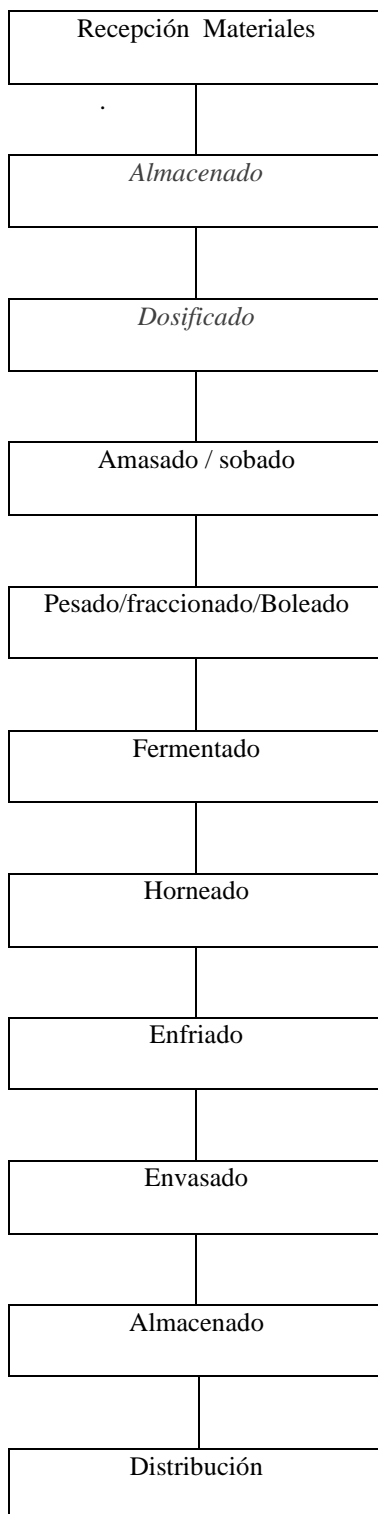 Recepción Materiales
.
Almacenado
Dosificado
Amasado / sobado
Pesado/fraccionado/Boleado
Fermentado
Horneado
Enfriado
Envasado
Almacenado
Distribución